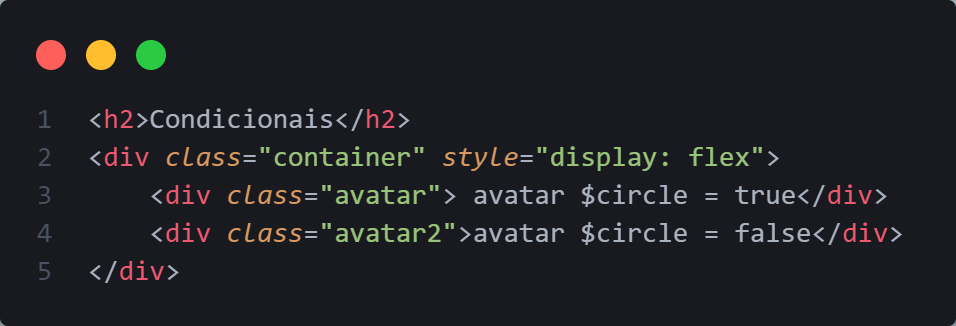 1 <h2>Condicionais</h2>
2 <div class="container" style="display: flex">
3     <div class="avatar"> avatar $circle = true</div>
4     <div class="avatar2">avatar $circle = false</div>
5 </div>